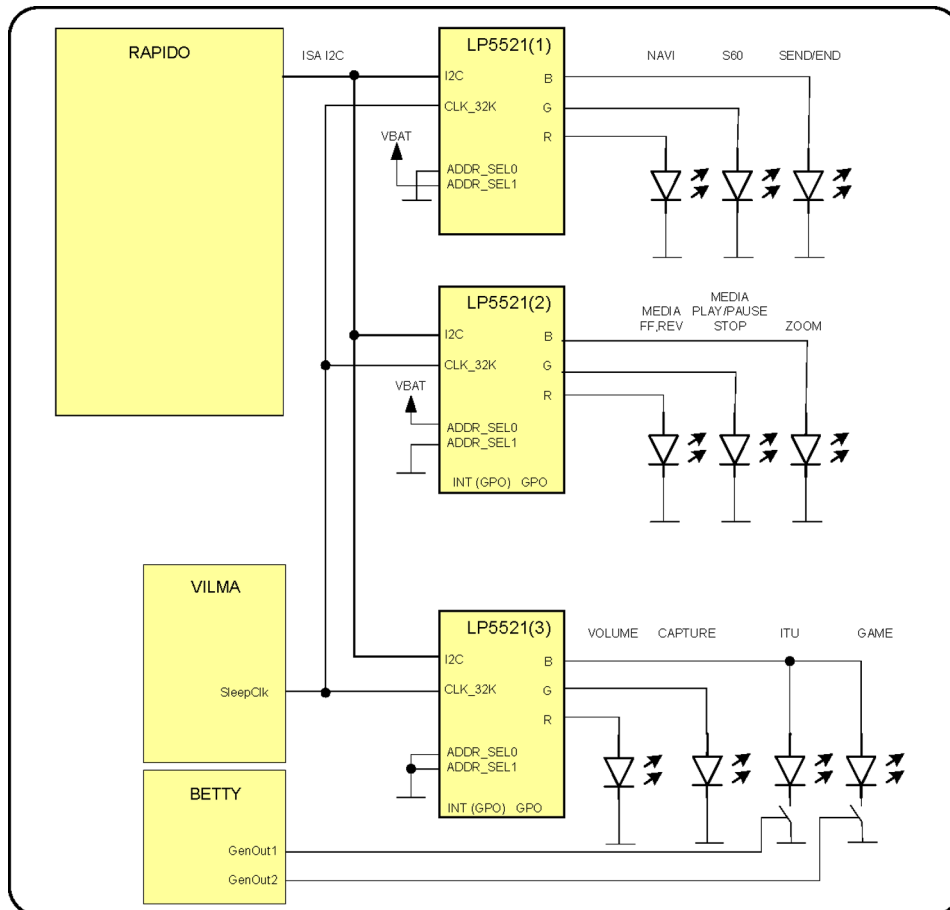 RAPIDO
ISA I2C
LP5521(1)
I2C
CLK_32K
VBAT
ADDR_SEL0
ADDR_SEL1
B
G
R
NAVI S60 SEND/END
LP5521(2)
I2C
CLK_32K
VBAT
ADDR_SEL0
ADDR_SEL1
INT (GPO) GPO
B
G
R
MEDIA
FF,REV
MEDIA
PLAY/PAUSE
STOP
ZOOM
VILMA
SleepClk
LP5521(3)
I2C
CLK_32K
ADDR_SEL0
ADDR_SEL1
INT (GPO) GPO
B
G
R
VOLUME CAPTURE ITU GAME
BETTY
GenOut1
GenOut2